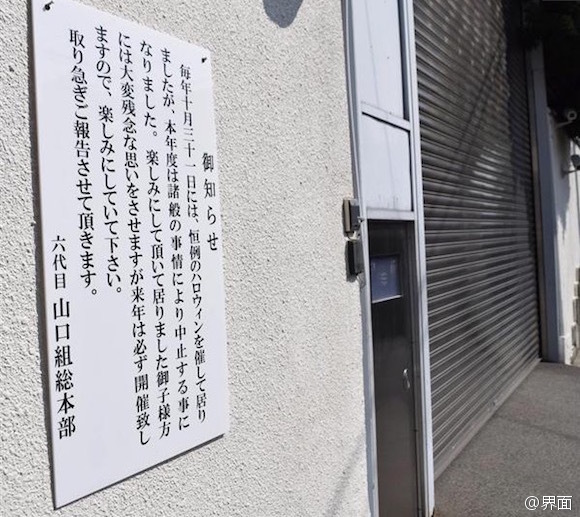 御知らせ
毎年十月三十一日には、恒例のハロウィンを催して居り
ましたが、本年度は諸般の事情により中止する事に
なりました。楽しみにして頂いて居りました御子様方
には大変残念な思いをさせますが来年は必ず開催致し
ますので、楽しみにしていて下さい。
取り急ぎご報告させて頂きます。
六代目 山口組総本部
@界面